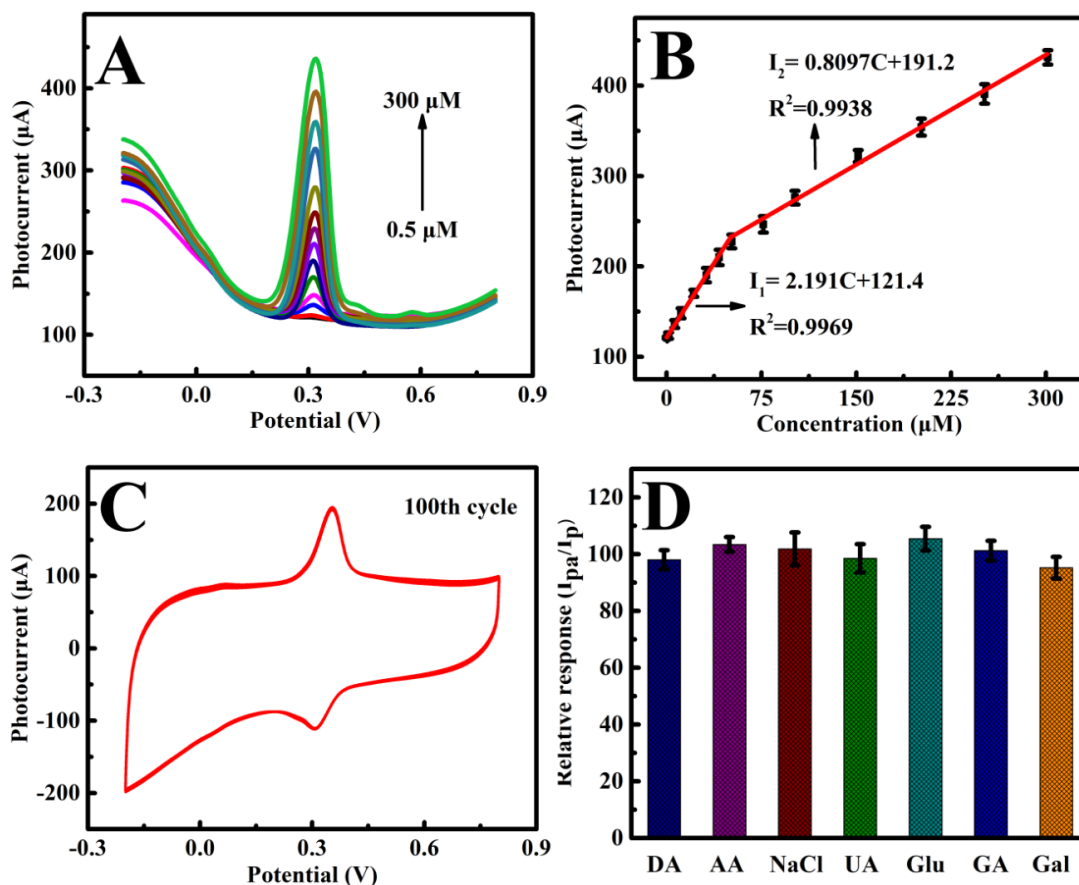 A
300 μM
0.5 μM
Photocurrent (μA)
400
300
200
100
-0.3
0.0
0.3
0.6
0.9
Potential (V)
B
I₂= 0.8097C+191.2
R²=0.9938
I₁= 2.191C+121.4
R²=0.9969
Photocurrent (μA)
400
300
200
100
0
75
150
225
300
Concentration (μM)
C
100th cycle
Photocurrent (μA)
200
100
0
-100
-200
-0.3
0.0
0.3
0.6
0.9
Potential (V)
D
Relative response (Ipa/Ip)
120
100
80
60
40
20
0
DA
AA
NaCl
UA
Glu
GA
Gal